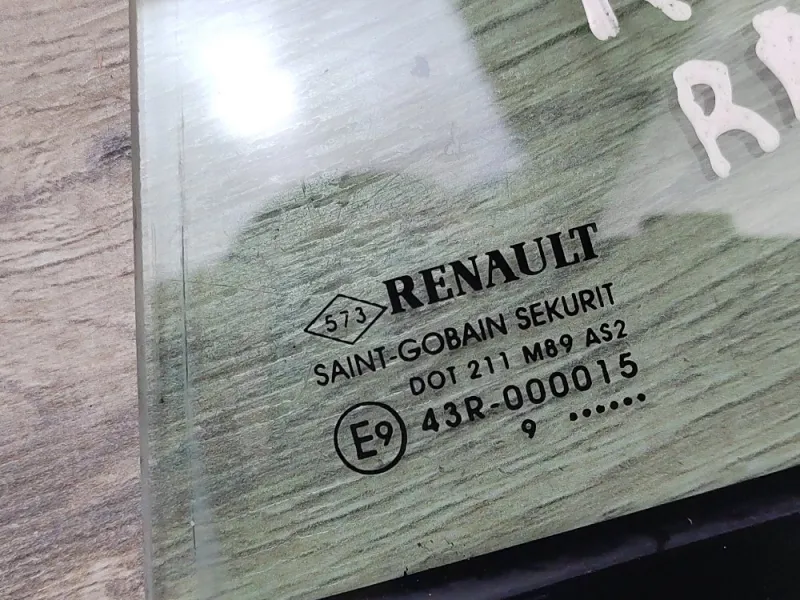 573 RENAULT
SAINT-GOBAIN SEKURIT
DOT 211 M89 AS2
E9 43R-000015
9 ......